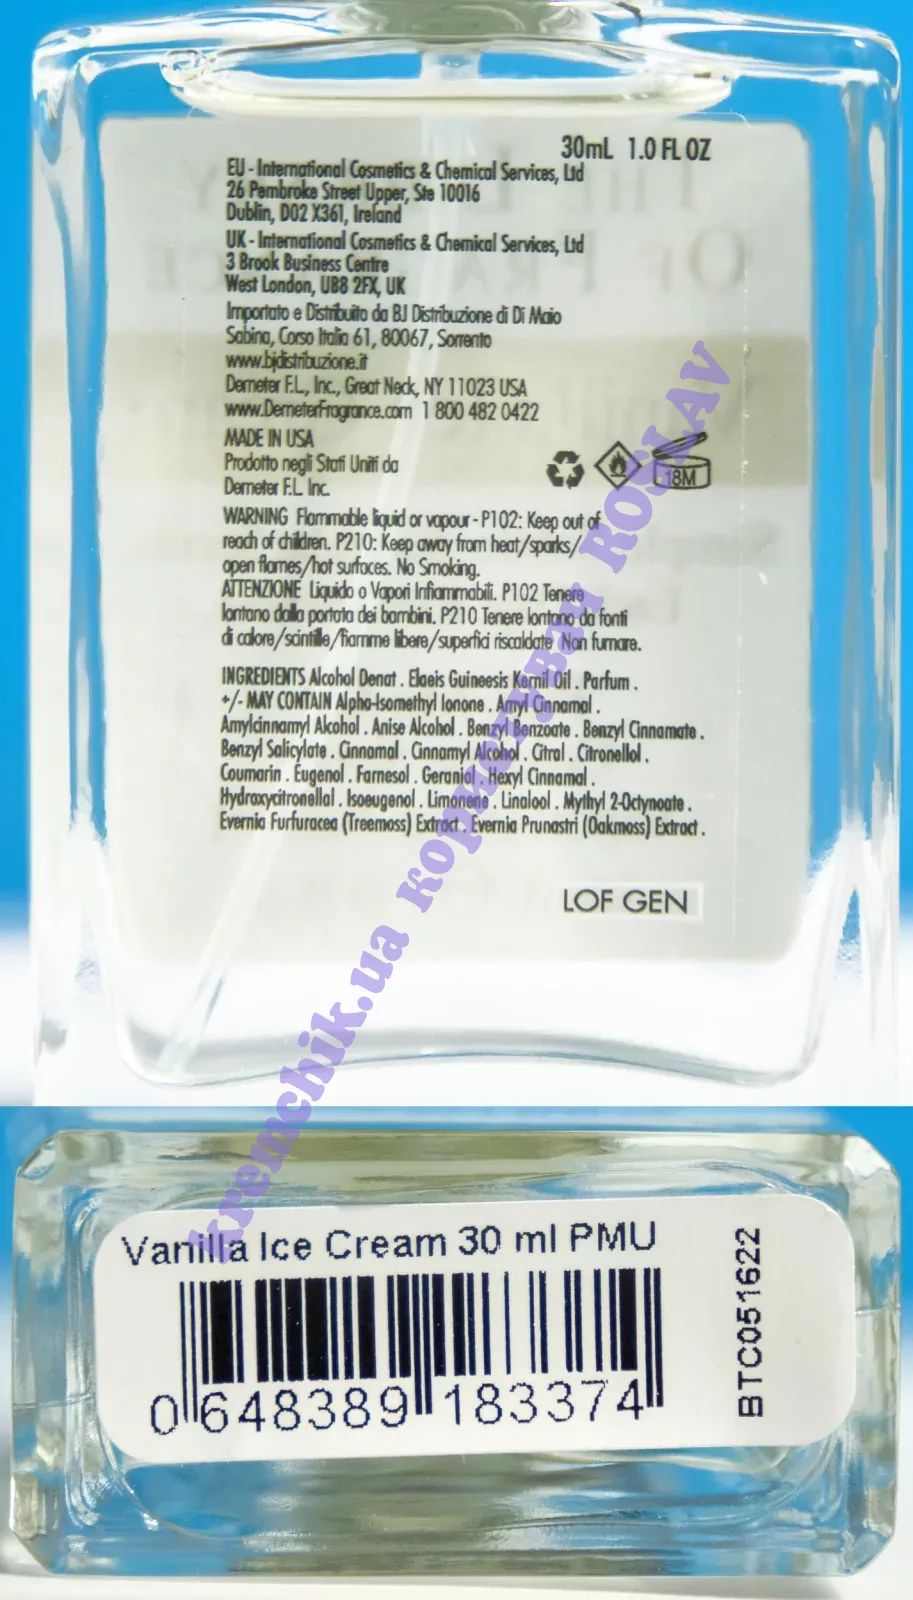 30mL 1.0 FL OZ
EU - International Cosmetics & Chemical Services, Ltd
26 Pembroke Street Upper, Ste 10016
Dublin, D02 X361, Ireland
UK - International Cosmetics & Chemical Services, Ltd
3 Brook Business Centre
West London, UB8 2FX, UK
Importato e Distribuito da BJ Distribuzione di Di Maio
Sabina, Corso Italia 61, 80067, Sorrento
www.bjdistribuzione.it
Demeter F.L., Inc., Great Neck, NY 11023 USA
www.DemeterFragrance.com 1 800 482 0422
MADE IN USA
Prodotto negli Stati Uniti da
Demeter F.L. Inc.
18M
WARNING Flammable liquid or vapour - P102: Keep out of
reach of children. P210: Keep away from heat/sparks/
open flames/hot surfaces. No Smoking.
ATTENZIONE Liquido o Vapori Infiammabili. P102 Tenere
lontano dalla portata dei bambini. P210 Tenere lontano da fonti
di calore/scintille/fiamme libere/superfici riscaldate Non fumare.
INGREDIENTS Alcohol Denat . Elaeis Guineesis Kernil Oil . Parfum .
+/- MAY CONTAIN Alpha-Isomethyl Ionone . Amyl Cinnamal .
Amylcinnamyl Alcohol . Anise Alcohol . Benzyl Benzoate . Benzyl Cinnamate .
Benzyl Salicylate . Cinnamal . Cinnamyl Alcohol . Citral . Citronellol .
Coumarin . Eugenol . Farnesol . Geraniol . Hexyl Cinnamal .
Hydroxycitronellal . Isoeugenol . Limonene . Linalool . Mythyl 2-Octynoate .
Evernia Furfuracea (Treemoss) Extract . Evernia Prunastri (Oakmoss) Extract .
LOF GEN
kremchik.ua користувач ROSLAV
Vanilla Ice Cream 30 ml PMU
0 648389 183374
BTC051622